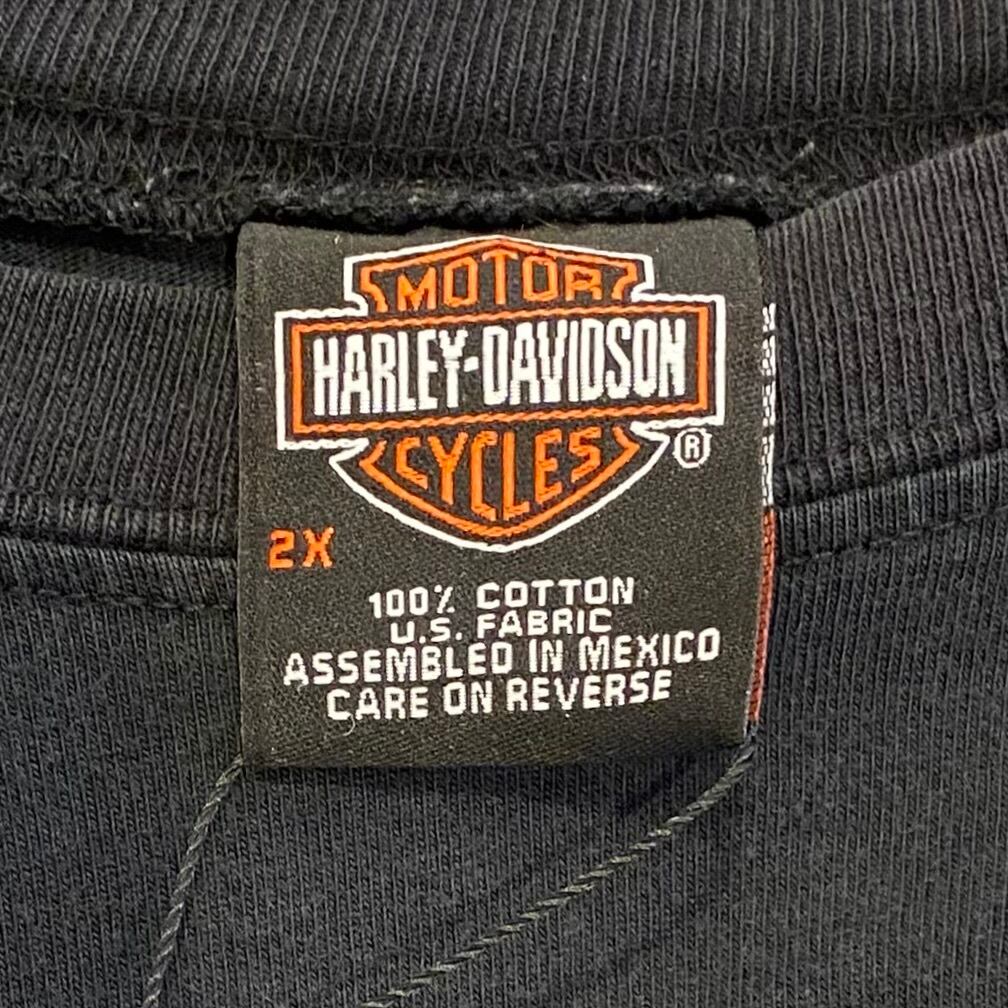 MOTOR
HARLEY-DAVIDSON
CYCLES
®
2X
100% COTTON
U.S. FABRIC
ASSEMBLED IN MEXICO
CARE ON REVERSE